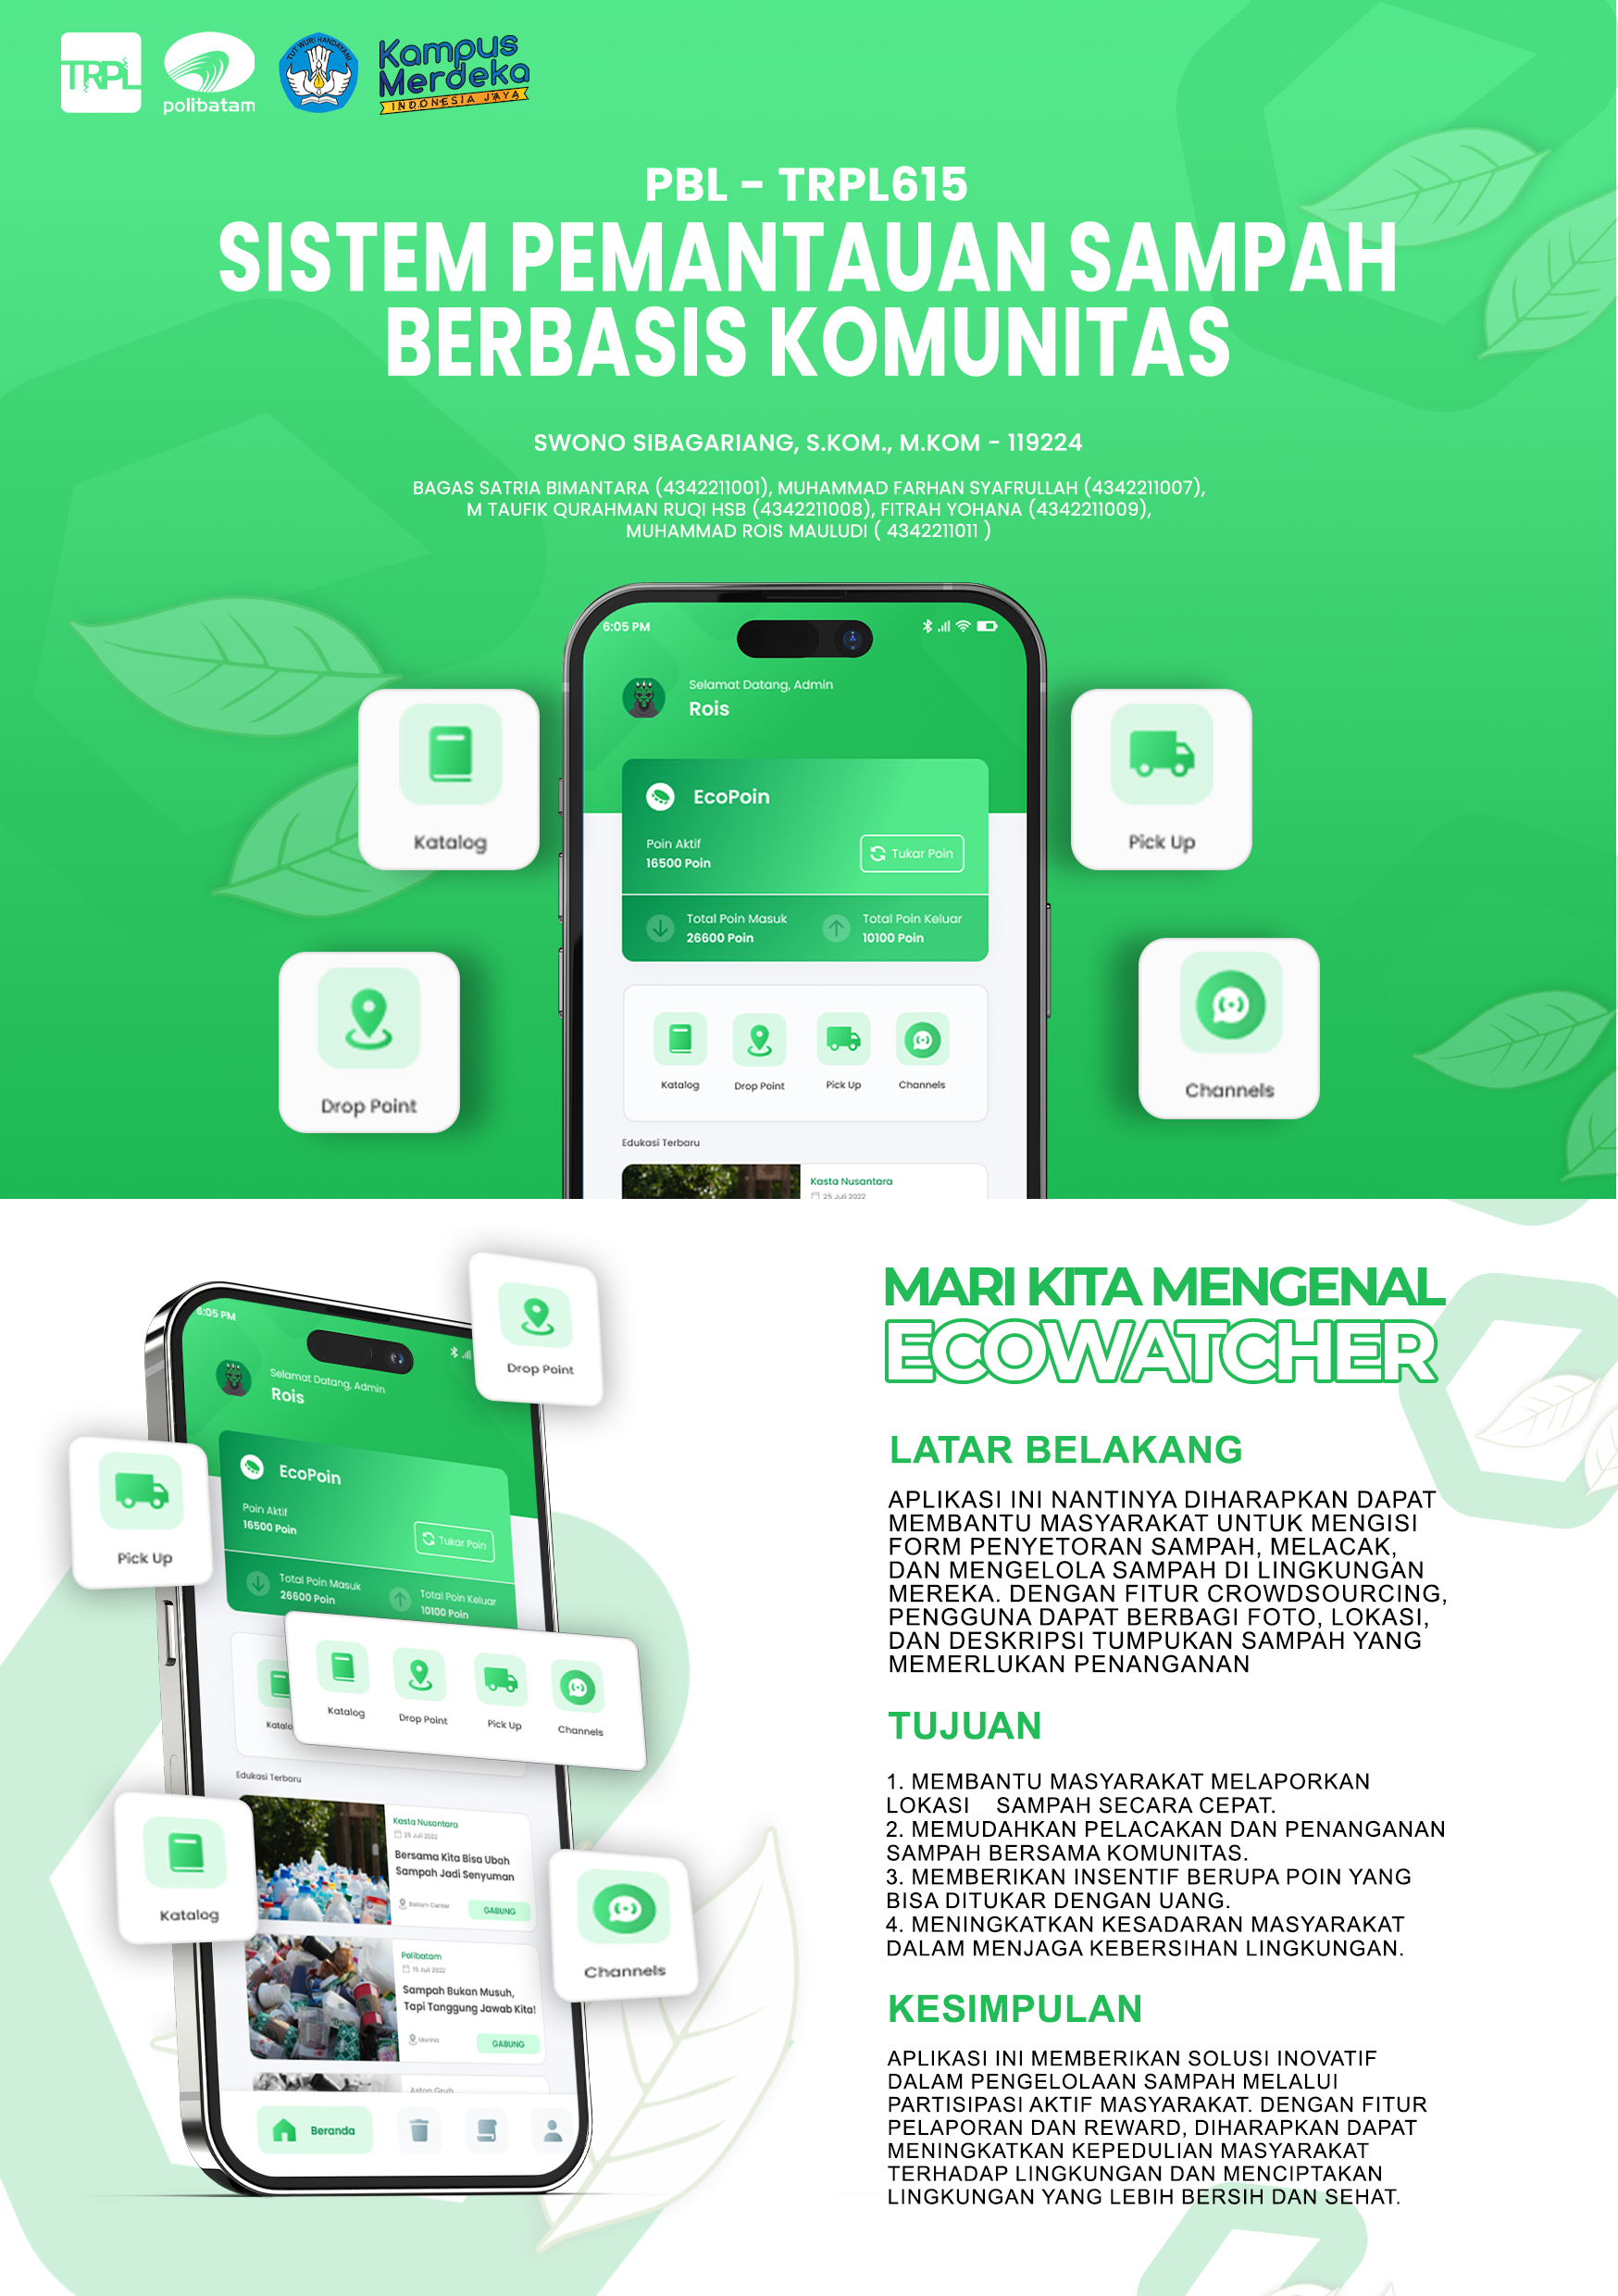 TRPL
polibatam
TUT WURI HANDAYANI
Kampus
Merdeka
INDONESIA JAYA
PBL - TRPL615
SISTEM PEMANTAUAN SAMPAH
BERBASIS KOMUNITAS
SWONO SIBAGARIANG, S.KOM., M.KOM - 119224
BAGAS SATRIA BIMANTARA (4342211001), MUHAMMAD FARHAN SYAFRULLAH (4342211007),
M TAUFIK QURAHMAN RUQI HSB (4342211008), FITRAH YOHANA (4342211009),
MUHAMMAD ROIS MAULUDI ( 4342211011 )
6:05 PM
Selamat Datang, Admin
Rois
EcoPoin
Poin Aktif
16500 Poin
Tukar Poin
Total Poin Masuk
26600 Poin
Total Poin Keluar
10100 Poin
Katalog
Drop Point
Pick Up
Channels
Edukasi Terbaru
Kasta Nusantara
25 Juli 2022
Katalog
Drop Point
Pick Up
Channels
6:05 PM
Selamat Datang, Admin
Rois
EcoPoin
Poin Aktif
16500 Poin
Tukar Poin
Total Poin Masuk
26600 Poin
Total Poin Keluar
10100 Poin
Drop Point
Pick Up
Katalo
Katalog
Drop Point
Pick Up
Channels
Edukasi Terbaru
Kasta Nusantara
25 Juli 2022
Bersama Kita Bisa Ubah
Sampah Jadi Senyuman
Batam Center
GABUNG
Polibatam
15 Juli 2022
Sampah Bukan Musuh,
Tapi Tanggung Jawab Kita!
Marina
GABUNG
Katalog
Channels
Beranda
MARI KITA MENGENAL
ECOWATCHER
LATAR BELAKANG
APLIKASI INI NANTINYA DIHARAPKAN DAPAT
MEMBANTU MASYARAKAT UNTUK MENGISI
FORM PENYETORAN SAMPAH, MELACAK,
DAN MENGELOLA SAMPAH DI LINGKUNGAN
MEREKA. DENGAN FITUR CROWDSOURCING,
PENGGUNA DAPAT BERBAGI FOTO, LOKASI,
DAN DESKRIPSI TUMPUKAN SAMPAH YANG
MEMERLUKAN PENANGANAN
TUJUAN
1. MEMBANTU MASYARAKAT MELAPORKAN
LOKASI SAMPAH SECARA CEPAT.
2. MEMUDAHKAN PELACAKAN DAN PENANGANAN
SAMPAH BERSAMA KOMUNITAS.
3. MEMBERIKAN INSENTIF BERUPA POIN YANG
BISA DITUKAR DENGAN UANG.
4. MENINGKATKAN KESADARAN MASYARAKAT
DALAM MENJAGA KEBERSIHAN LINGKUNGAN.
KESIMPULAN
APLIKASI INI MEMBERIKAN SOLUSI INOVATIF
DALAM PENGELOLAAN SAMPAH MELALUI
PARTISIPASI AKTIF MASYARAKAT. DENGAN FITUR
PELAPORAN DAN REWARD, DIHARAPKAN DAPAT
MENINGKATKAN KEPEDULIAN MASYARAKAT
TERHADAP LINGKUNGAN DAN MENCIPTAKAN
LINGKUNGAN YANG LEBIH BERSIH DAN SEHAT.